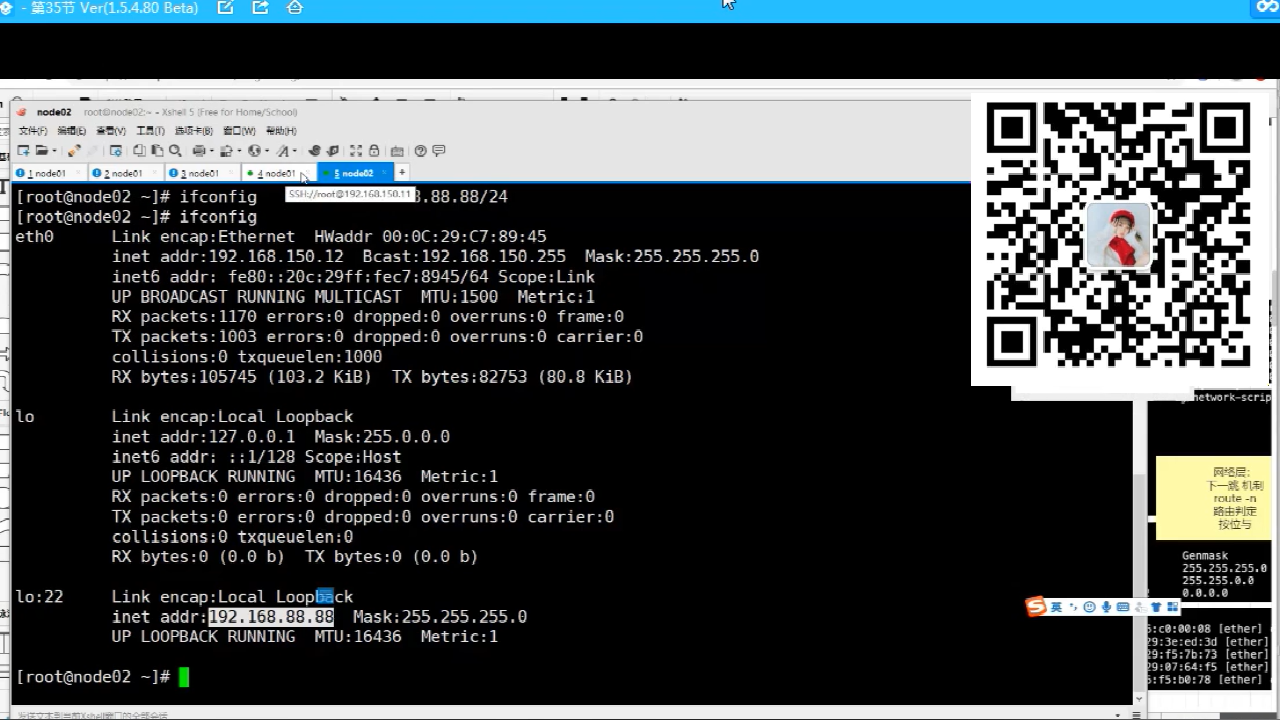 第35节 Ver(1.5.4.80 Beta)
node02 root@node02:~ - Xshell 5 (Free for Home/School)
文件(F) 编辑(E) 查看(V) 工具(T) 选项卡(B) 窗口(W) 帮助(H)
1 node01 2 node01 3 node01 4 node01 5 node02
SSH://root@192.168.150.11
[root@node02 ~]# ifconfig 8.88.88/24
[root@node02 ~]# ifconfig
eth0 Link encap:Ethernet HWaddr 00:0C:29:C7:89:45
inet addr:192.168.150.12 Bcast:192.168.150.255 Mask:255.255.255.0
inet6 addr: fe80::20c:29ff:fec7:8945/64 Scope:Link
UP BROADCAST RUNNING MULTICAST MTU:1500 Metric:1
RX packets:1170 errors:0 dropped:0 overruns:0 frame:0
TX packets:1003 errors:0 dropped:0 overruns:0 carrier:0
collisions:0 txqueuelen:1000
RX bytes:105745 (103.2 KiB) TX bytes:82753 (80.8 KiB)
lo Link encap:Local Loopback
inet addr:127.0.0.1 Mask:255.0.0.0
inet6 addr: ::1/128 Scope:Host
UP LOOPBACK RUNNING MTU:16436 Metric:1
RX packets:0 errors:0 dropped:0 overruns:0 frame:0
TX packets:0 errors:0 dropped:0 overruns:0 carrier:0
collisions:0 txqueuelen:0
RX bytes:0 (0.0 b) TX bytes:0 (0.0 b)
lo:22 Link encap:Local Loopback
inet addr:192.168.88.88 Mask:255.255.255.0
UP LOOPBACK RUNNING MTU:16436 Metric:1
[root@node02 ~]#
network-scrip
网络层:
下一跳 机制
route -n
路由判定
按位与
Genmask
255.255.255.0
255.255.0.0
0.0.0.0
英
:c0:00:08 [ether]
29:3e:ed:3d [ether]
29:f5:7b:73 [ether]
29:07:64:f5 [ether]
:f5:b0:78 [ether]